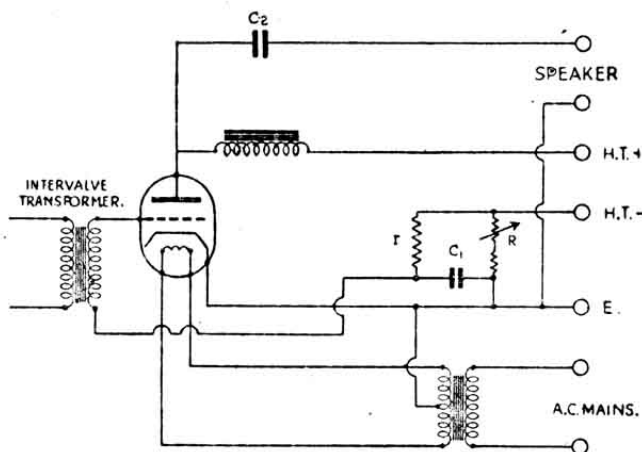 C2
SPEAKER
H.T. +
INTERVALVE
TRANSFORMER.
H.T. -
r
C1
R
E.
A.C. MAINS.